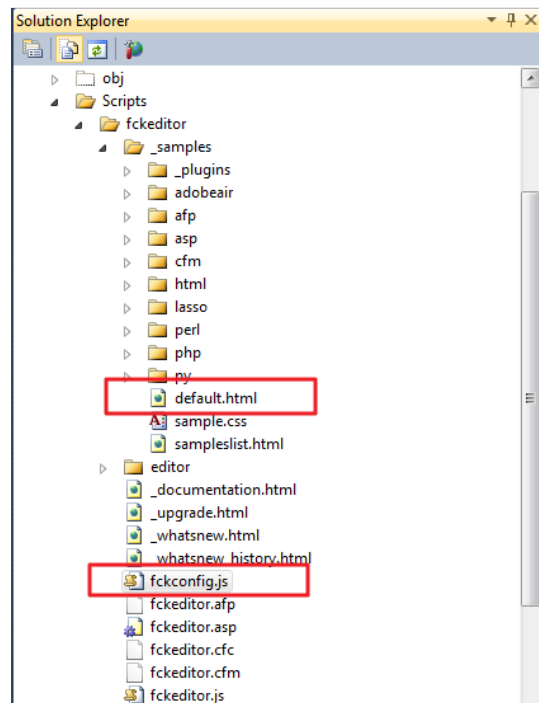 Solution Explorer
obj
Scripts
fckeditor
_samples
_plugins
adobeair
afp
asp
cfm
html
lasso
perl
php
py
default.html
sample.css
sampleslist.html
editor
_documentation.html
_upgrade.html
_whatsnew.html
_whatsnew_history.html
fckconfig.js
fckeditor.afp
fckeditor.asp
fckeditor.cfc
fckeditor.cfm
fckeditor.js